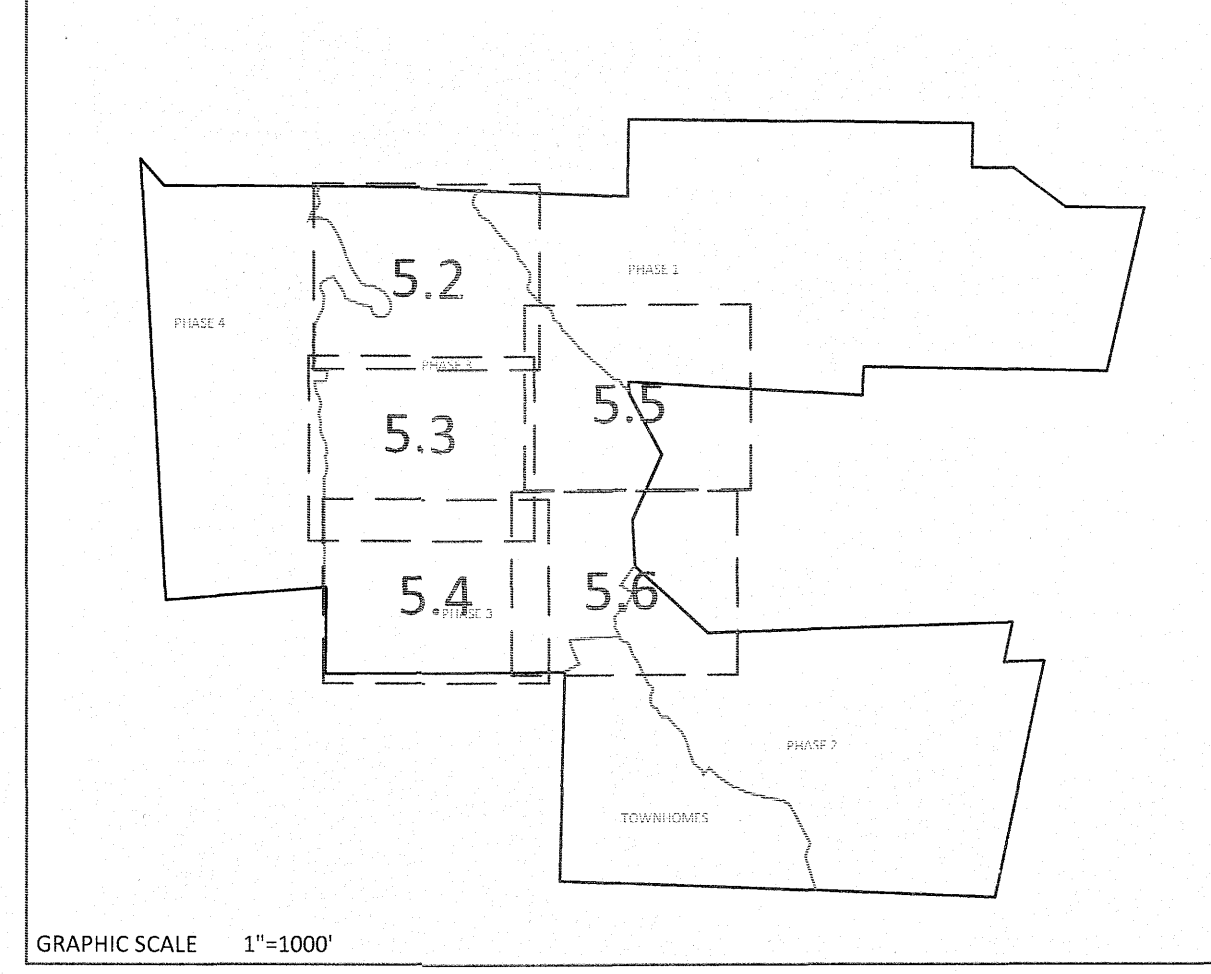 5.2
PHASE 1
PHASE 4
PHASE 3
5.5
5.3
5.4
PHASE 3
5.6
PHASE 2
TOWNHOMES
GRAPHIC SCALE 1"=1000'